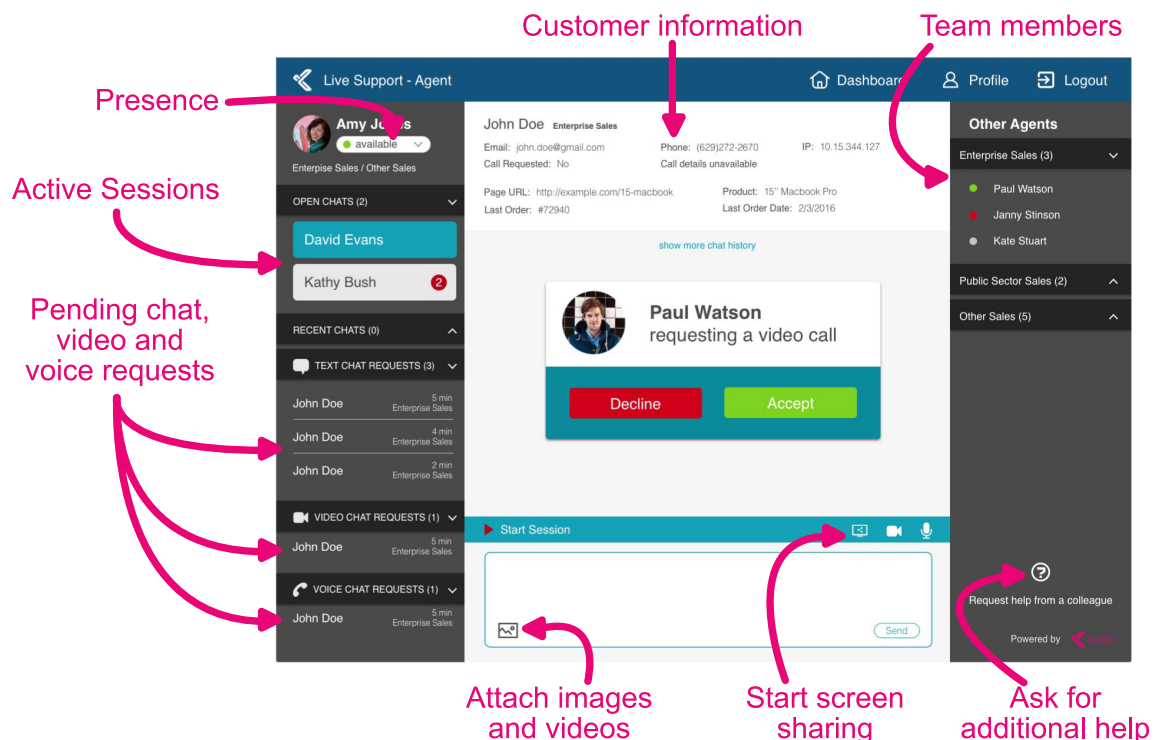 Customer information
Team members
Presence
Active Sessions
Pending chat,
video and
voice requests
Live Support - Agent
Dashboard
Profile
Logout
Amy Jones
available
Enterprise Sales / Other Sales
OPEN CHATS (2)
David Evans
Kathy Bush
2
RECENT CHATS (0)
TEXT CHAT REQUESTS (3)
John Doe
5 min
Enterprise Sales
John Doe
4 min
Enterprise Sales
John Doe
2 min
Enterprise Sales
VIDEO CHAT REQUESTS (1)
John Doe
5 min
Enterprise Sales
VOICE CHAT REQUESTS (1)
John Doe
5 min
Enterprise Sales
John Doe Enterprise Sales
Email: john.doe@gmail.com
Phone: (629)272-2670
IP: 10.15.344.127
Call Requested: No
Call details unavailable
Page URL: http://example.com/15-macbook
Product: 15" Macbook Pro
Last Order: #72940
Last Order Date: 2/3/2016
show more chat history
Paul Watson
requesting a video call
Decline
Accept
Start Session
Send
Other Agents
Enterprise Sales (3)
Paul Watson
Janny Stinson
Kate Stuart
Public Sector Sales (2)
Other Sales (5)
?
Request help from a colleague
Powered by
Attach images
and videos
Start screen
sharing
Ask for
additional help